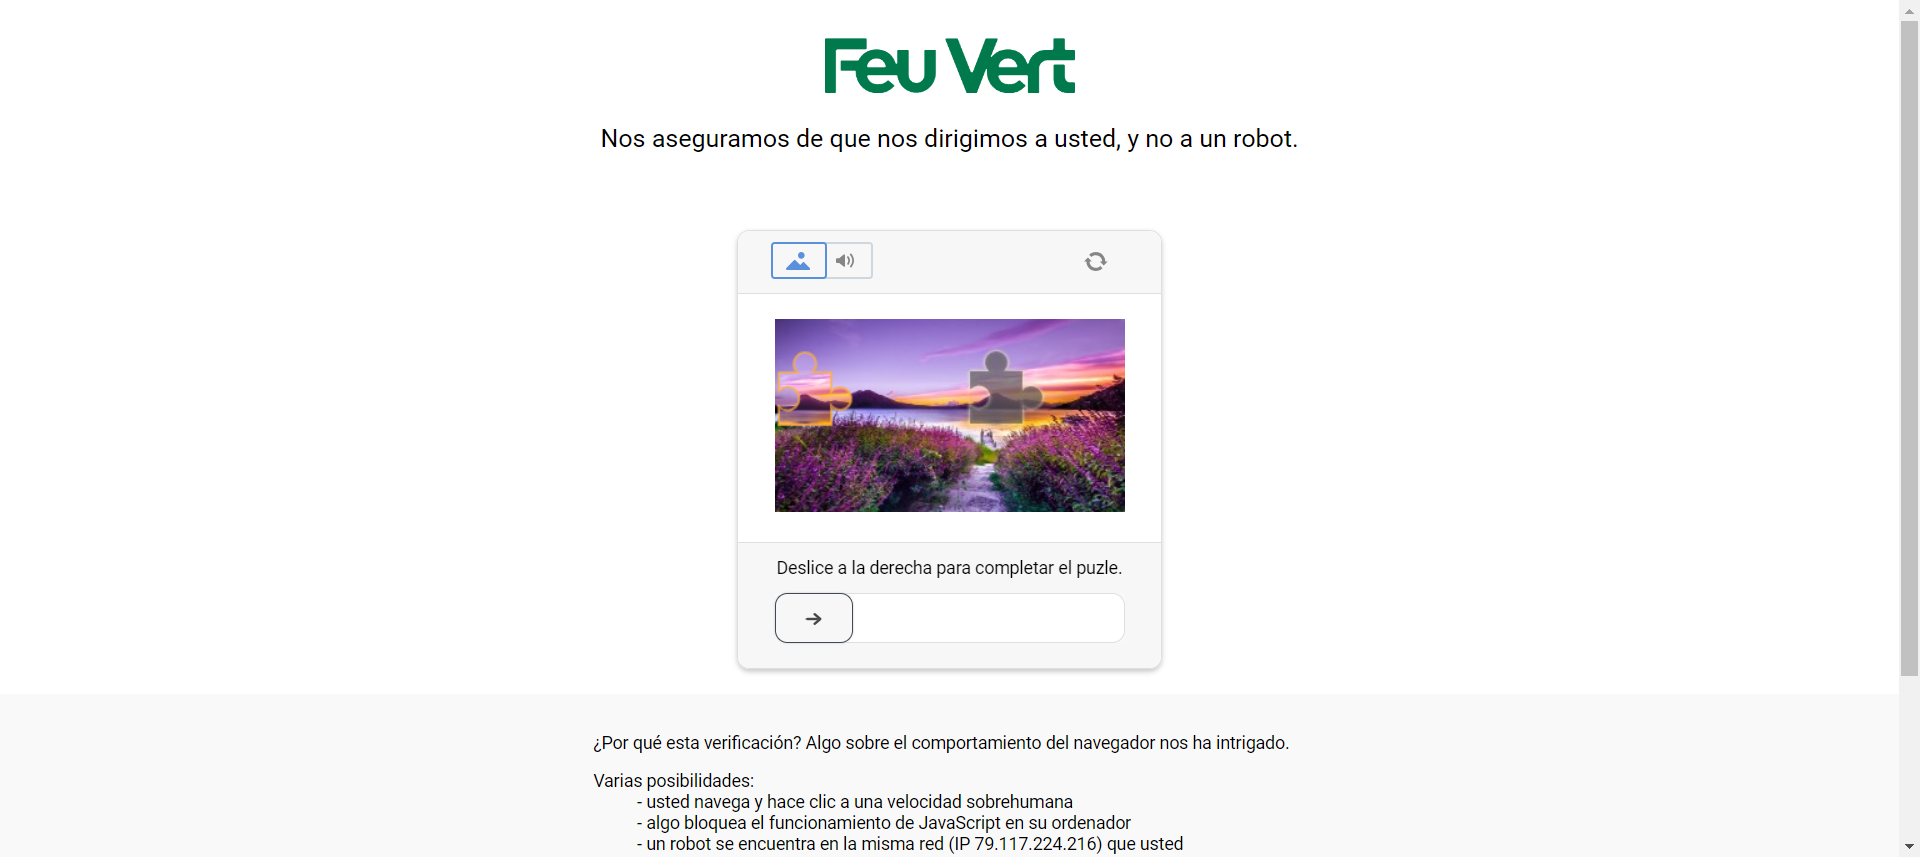 Feu Vert
Nos aseguramos de que nos dirigimos a usted, y no a un robot.
Deslice a la derecha para completar el puzle.
¿Por qué esta verificación? Algo sobre el comportamiento del navegador nos ha intrigado.
Varias posibilidades:
- usted navega y hace clic a una velocidad sobrehumana
- algo bloquea el funcionamiento de JavaScript en su ordenador
- un robot se encuentra en la misma red (IP 79.117.224.216) que usted